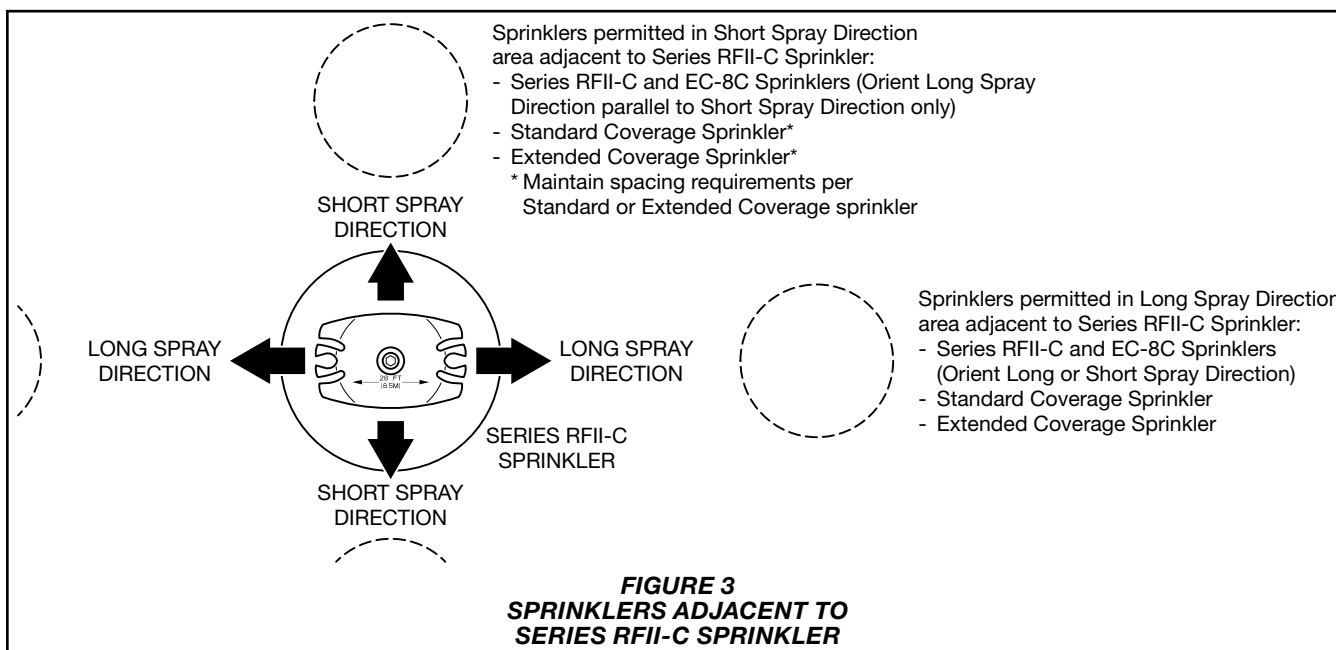 Sprinklers permitted in Short Spray Direction
area adjacent to Series RFII-C Sprinkler:
- Series RFII-C and EC-8C Sprinklers (Orient Long Spray
Direction parallel to Short Spray Direction only)
- Standard Coverage Sprinkler*
- Extended Coverage Sprinkler*
* Maintain spacing requirements per
Standard or Extended Coverage sprinkler
SHORT SPRAY
DIRECTION
LONG SPRAY
DIRECTION
28 FT
(8.5M)
LONG SPRAY
DIRECTION
Sprinklers permitted in Long Spray Direction
area adjacent to Series RFII-C Sprinkler:
- Series RFII-C and EC-8C Sprinklers
(Orient Long or Short Spray Direction)
- Standard Coverage Sprinkler
- Extended Coverage Sprinkler
SERIES RFII-C
SPRINKLER
SHORT SPRAY
DIRECTION
FIGURE 3
SPRINKLERS ADJACENT TO
SERIES RFII-C SPRINKLER